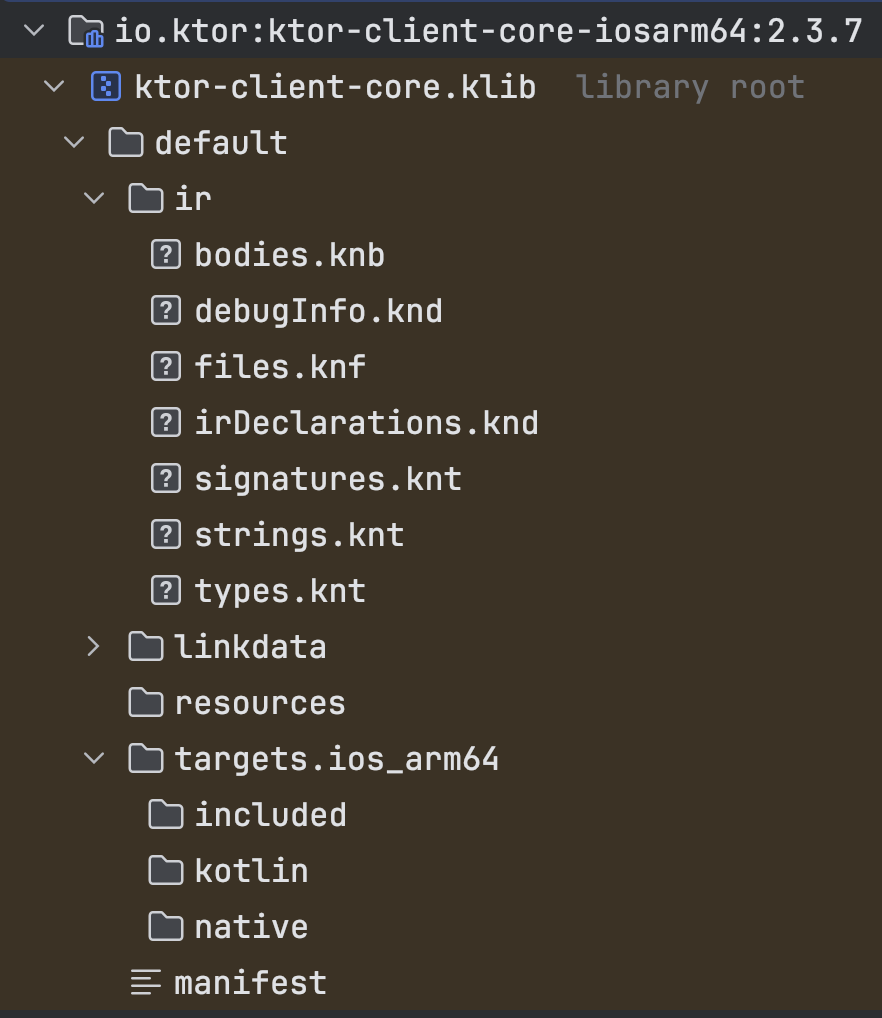 io.ktor:ktor-client-core-iosarm64:2.3.7
ktor-client-core.klib library root
default
ir
bodies.knb
debugInfo.knd
files.knf
irDeclarations.knd
signatures.knt
strings.knt
types.knt
linkdata
resources
targets.ios_arm64
included
kotlin
native
manifest